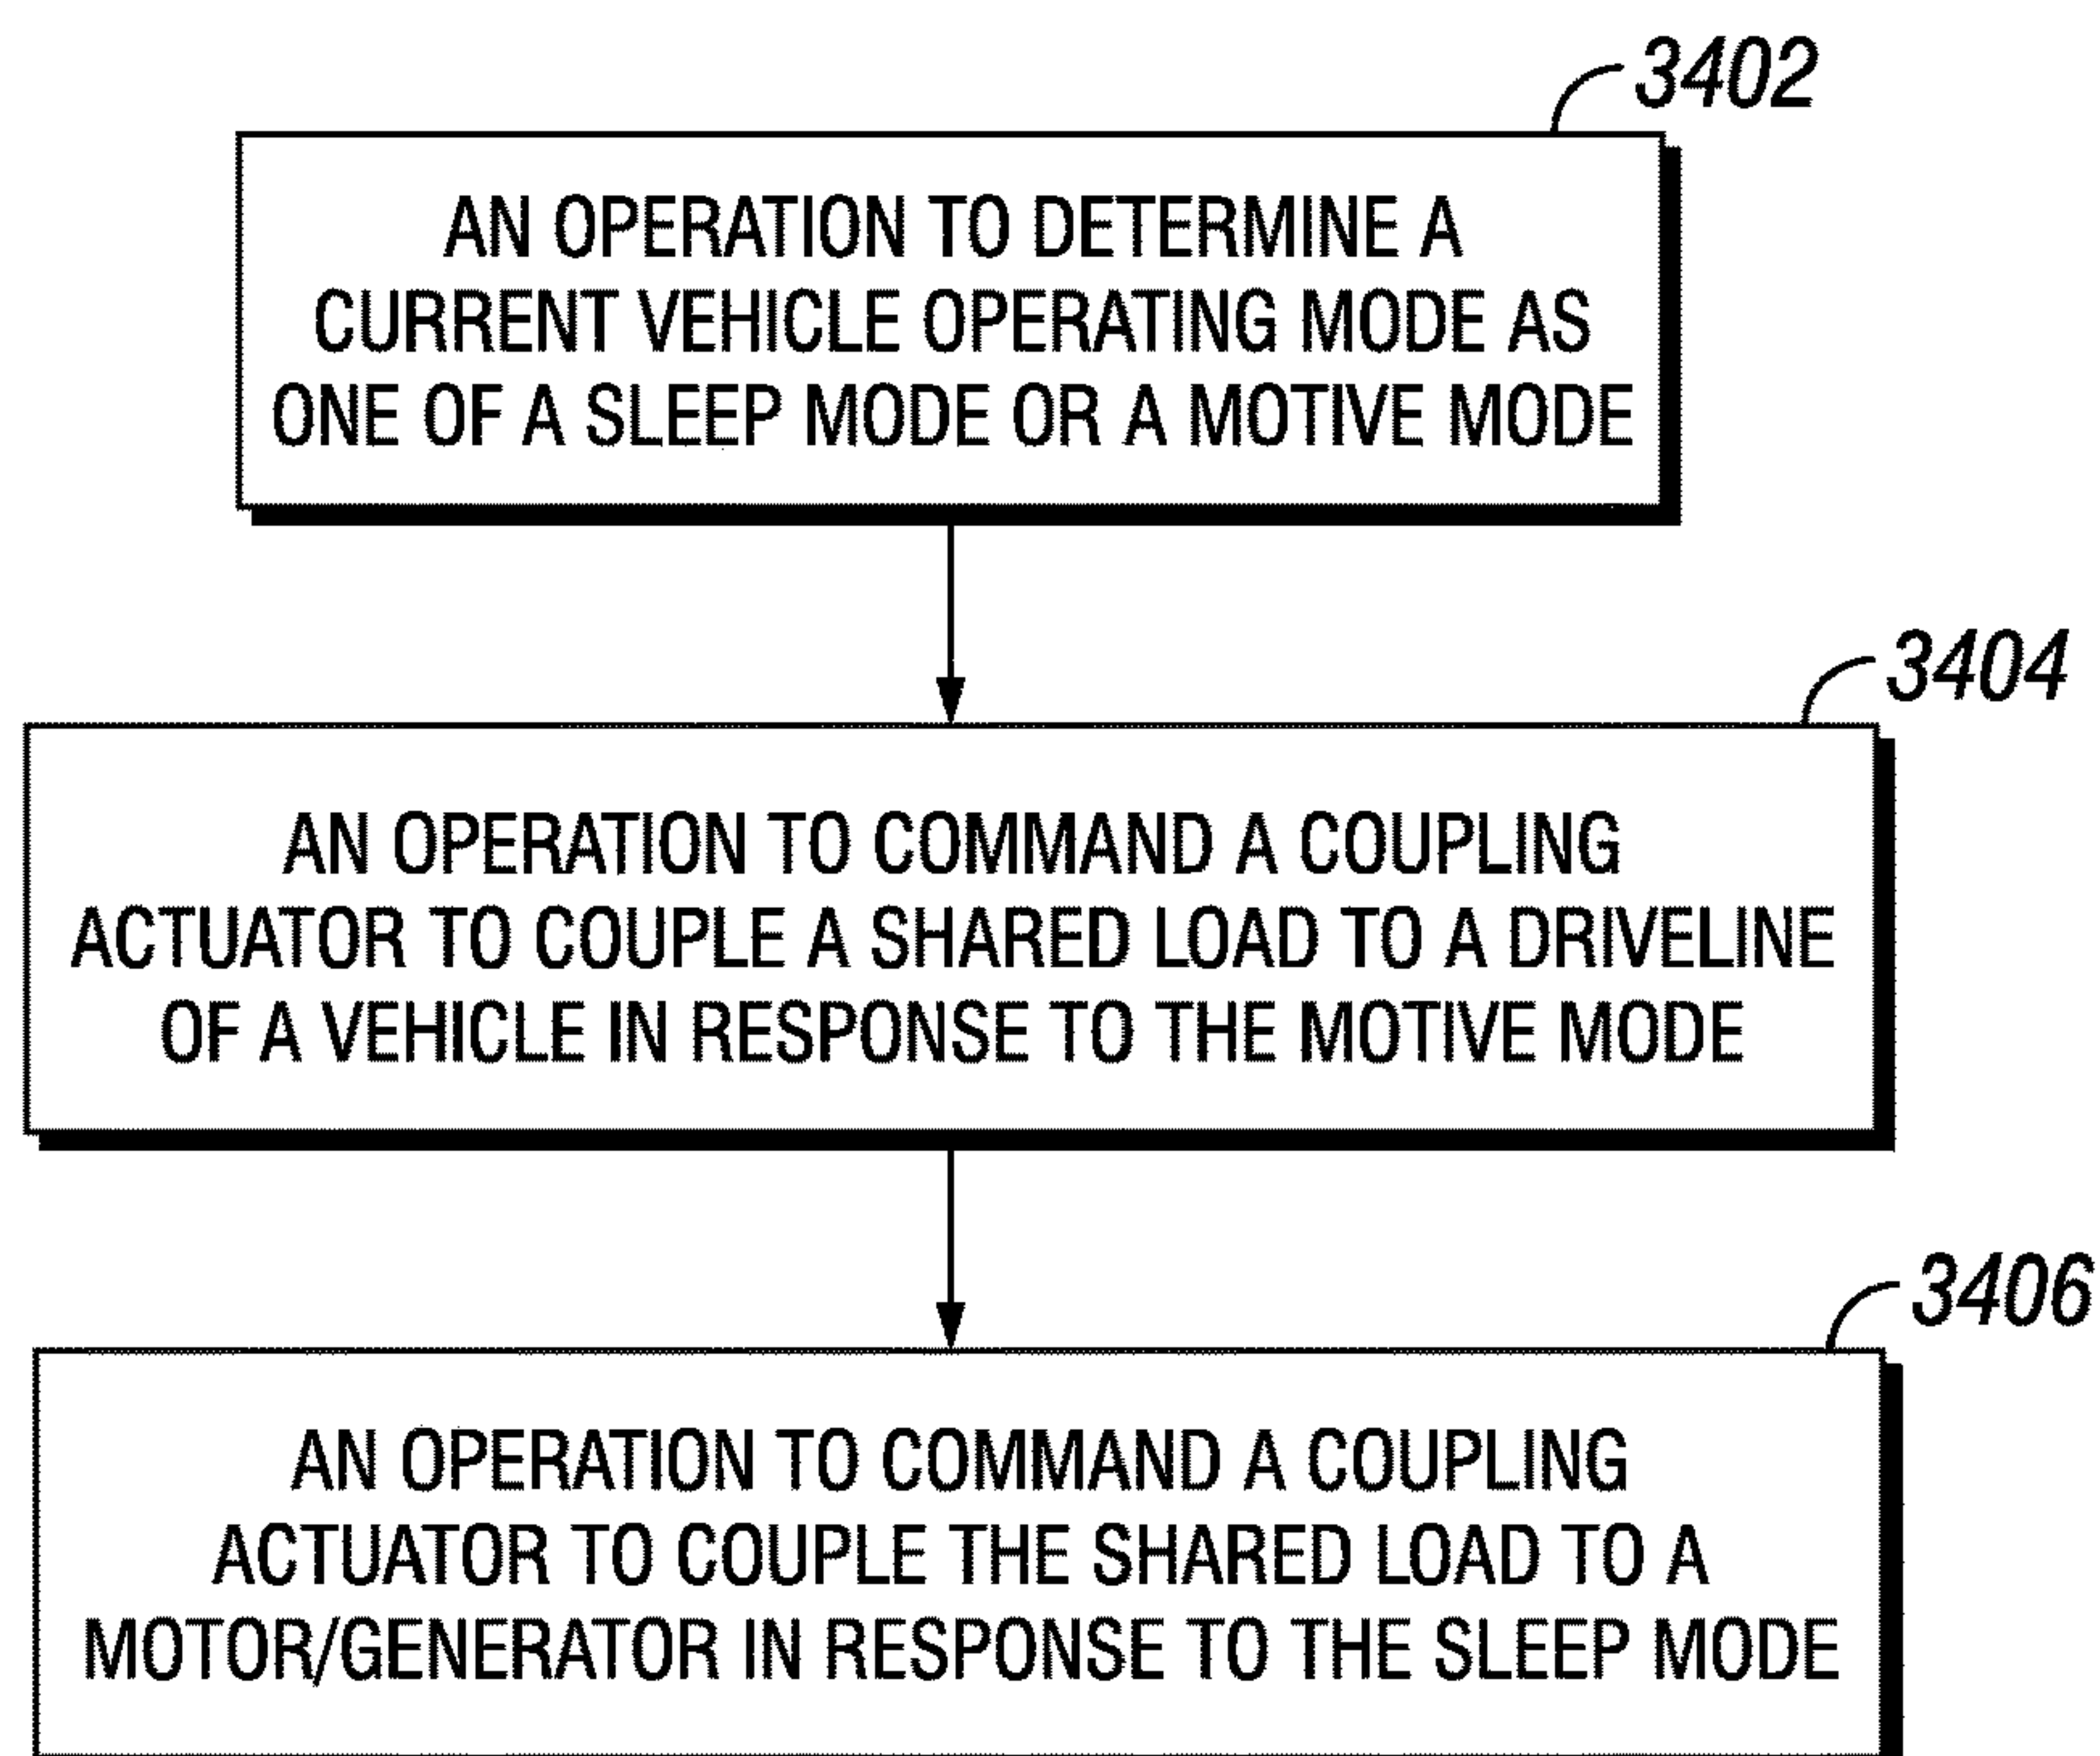 3402
AN OPERATION TO DETERMINE A
CURRENT VEHICLE OPERATING MODE AS
ONE OF A SLEEP MODE OR A MOTIVE MODE
3404
AN OPERATION TO COMMAND A COUPLING
ACTUATOR TO COUPLE A SHARED LOAD TO A DRIVELINE
OF A VEHICLE IN RESPONSE TO THE MOTIVE MODE
3406
AN OPERATION TO COMMAND A COUPLING
ACTUATOR TO COUPLE THE SHARED LOAD TO A
MOTOR/GENERATOR IN RESPONSE TO THE SLEEP MODE